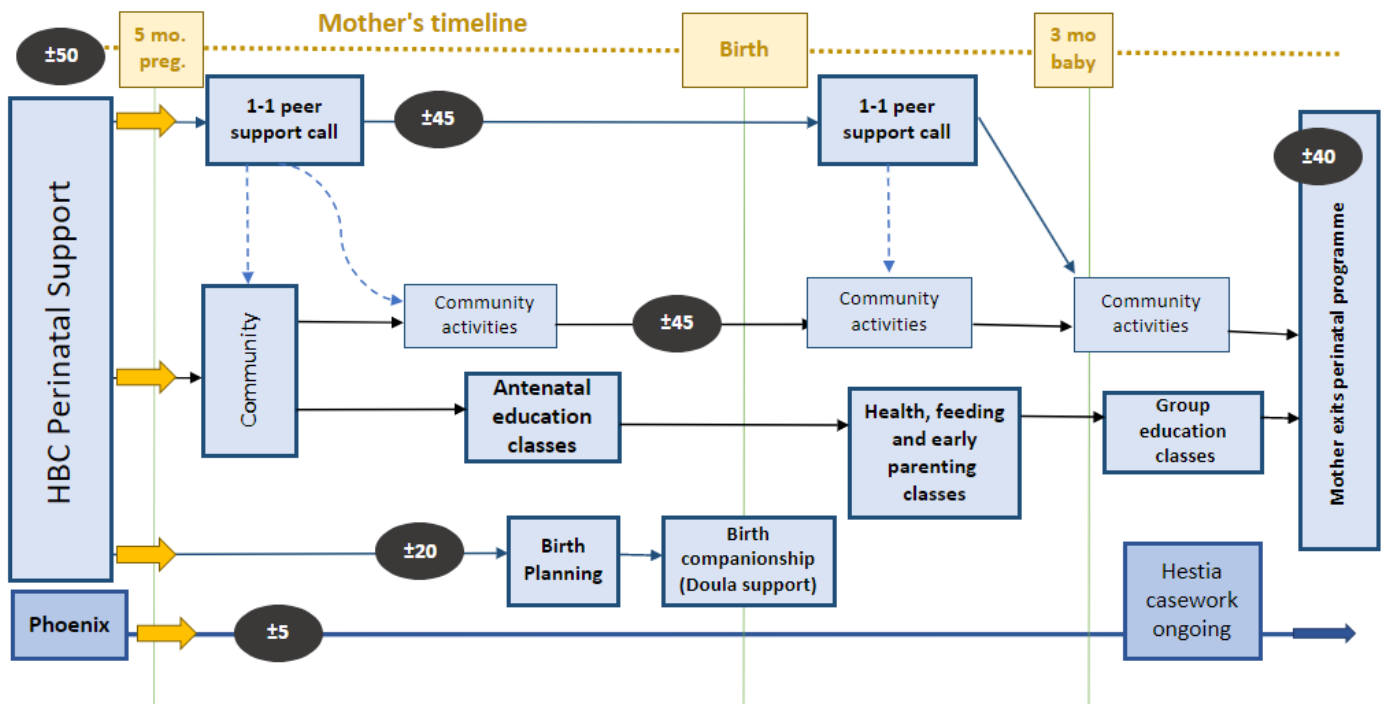 Mother's timeline
±50
5 mo.
preg.
Birth
3 mo
baby
HBC Perinatal Support
1-1 peer
support call
±45
1-1 peer
support call
±40
Mother exits perinatal programme
Community
Community
activities
±45
Community
activities
Community
activities
Antenatal
education
classes
Health, feeding
and early
parenting
classes
Group
education
classes
±20
Birth
Planning
Birth
companionship
(Doula support)
Phoenix
±5
Hestia
casework
ongoing